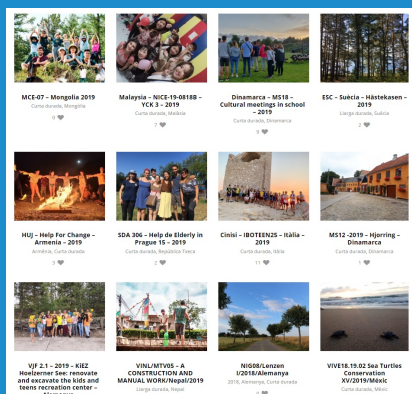 MCE-07 – Mongolia 2019
Curta durada, Mongòlia
0
Malaysia – NICE-19-0818B –
YCK 3 – 2019
Curta durada, Malàisia
7
Dinamarca – MS18 –
Cultural meetings in school
– 2019
Curta durada, Dinamarca
9
ESC – Suècia – Hästekasen –
2019
Llarga durada, Suècia
2
HUJ – Help For Change –
Armenia – 2019
Armènia, Curta durada
3
SDA 306 – Help de Elderly in
Prague 15 – 2019
Curta durada, República Txeca
2
Cinisi – IBOTEEN2S – Itàlia –
2019
Curta durada, Itàlia
11
MS12 -2019 – Hjorring –
Dinamarca
Curta durada, Dinamarca
1
VJF 2.1 – 2019 – KiEZ
Hoelzerner See: renovate
and excavate the kids and
teens recreation center –
Alemanya
VINL/MTV05 – A
CONSTRUCTION AND
MANUAL WORK/Nepal/2019
Llarga durada, Nepal
NIG08/Lenzen
I/2018/Alemanya
2018, Alemanya, Curta durada
VIVE18.19.02 Sea Turtles
Conservation
XV/2019/Mèxic
Curta durada, Mèxic